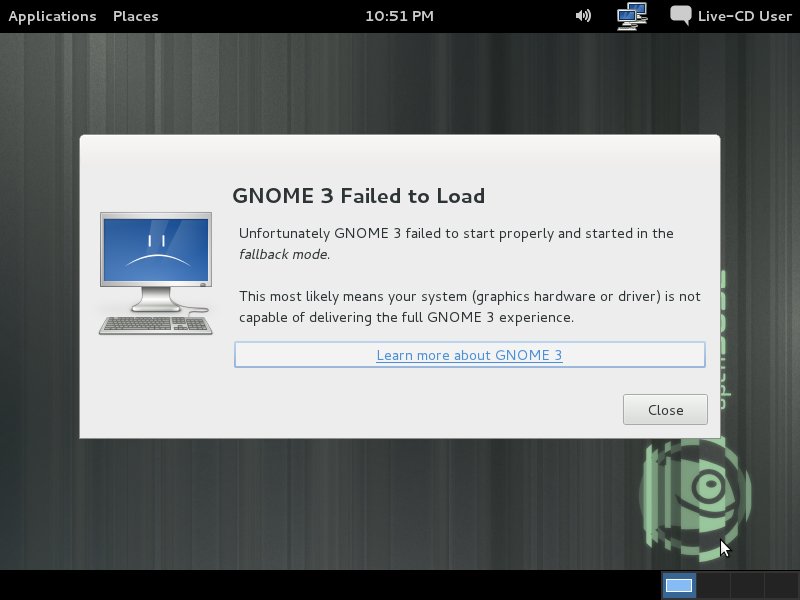 Applications Places 10:51 PM Live-CD User
GNOME 3 Failed to Load
Unfortunately GNOME 3 failed to start properly and started in the
fallback mode.
This most likely means your system (graphics hardware or driver) is not
capable of delivering the full GNOME 3 experience.
Learn more about GNOME 3
Close